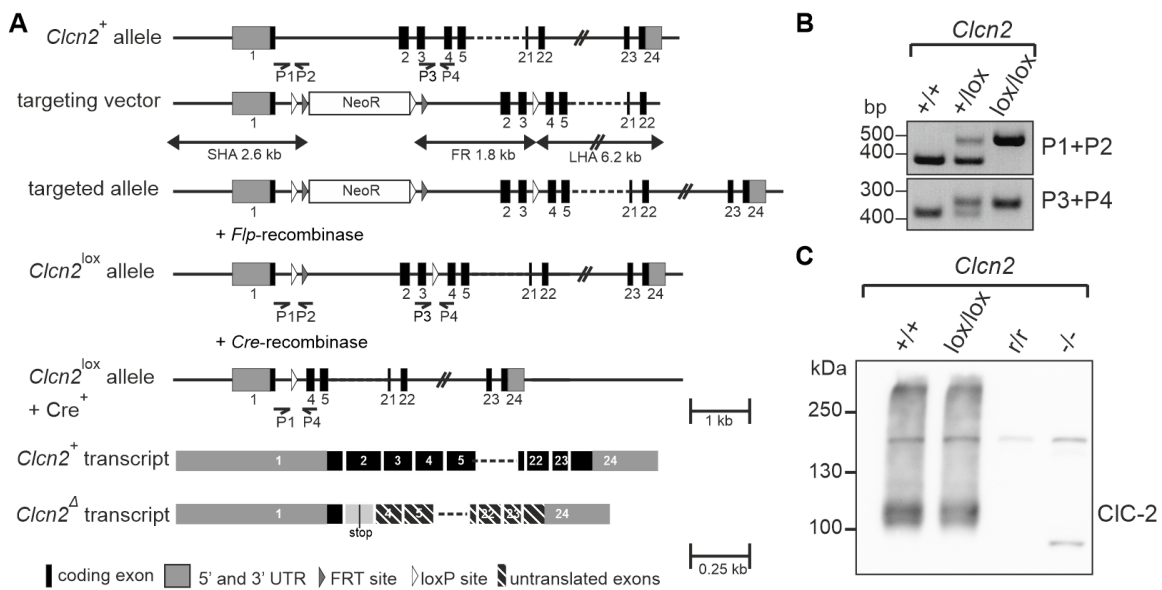 A
Clcn2+ allele
1 2 3 4 5 21 22 23 24
P1 P2 P3 P4
targeting vector
NeoR
1 2 3 4 5 21 22
SHA 2.6 kb FR 1.8 kb LHA 6.2 kb
targeted allele
NeoR
1 2 3 4 5 21 22 23 24
+ Flp-recombinase
Clcn2lox allele
1 2 3 4 5 21 22 23 24
P1 P2 P3 P4
+ Cre-recombinase
Clcn2lox allele
+ Cre+
1 4 5 21 22 23 24
P1 P4
1 kb
Clcn2+ transcript
1 2 3 4 5 22 23 24
Clcn2Δ transcript
1 4 5 22 23 24
stop
0.25 kb
coding exon 5' and 3' UTR FRT site loxP site untranslated exons
B
Clcn2
+/+ +/lox lox/lox
bp
500
400
P1+P2
300
400
P3+P4
C
Clcn2
+/+ lox/lox r/r -/-
kDa
250
130
100
ClC-2